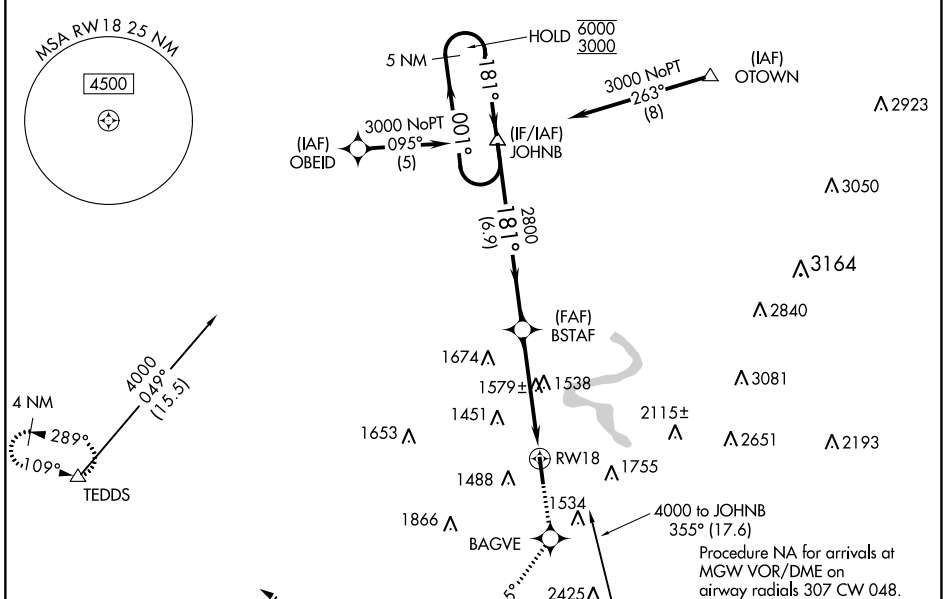 MSA RW18 25 NM
4500
HOLD 6000
3000
5 NM
181°
001°
3000 NoPT
263°
(8)
(IAF)
OTOWN
2923
(IAF)
OBEID
3000 NoPT
095°
(5)
(IF/IAF)
JOHNB
3050
2800
181°
(6.9)
3164
2840
(FAF)
BSTAF
4000
049°
(15.5)
1674
1579±
1538
3081
4 NM
289°
109°
TEDDS
1451
1653
2115±
2651
2193
RW18
1488
1755
1534
1866
BAGVE
4000 to JOHNB
355° (17.6)
Procedure NA for arrivals at
MGW VOR/DME on
airway radials 307 CW 048.
5°
2425